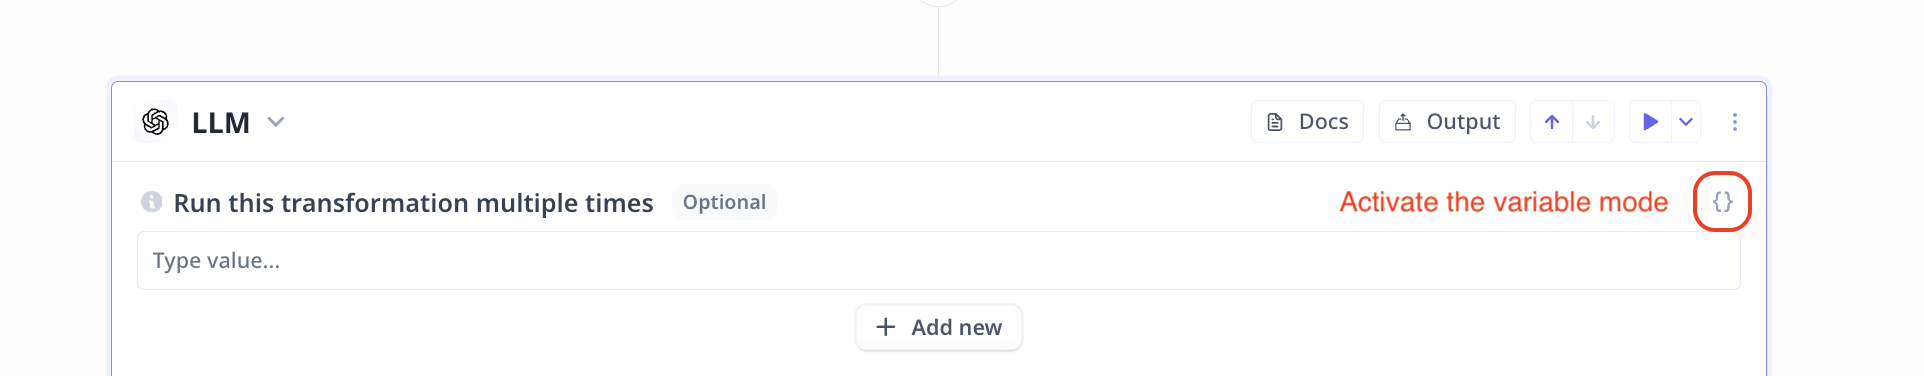 LLM
Docs
Output
Run this transformation multiple times
Optional
Activate the variable mode
{}
Type value...
+ Add new